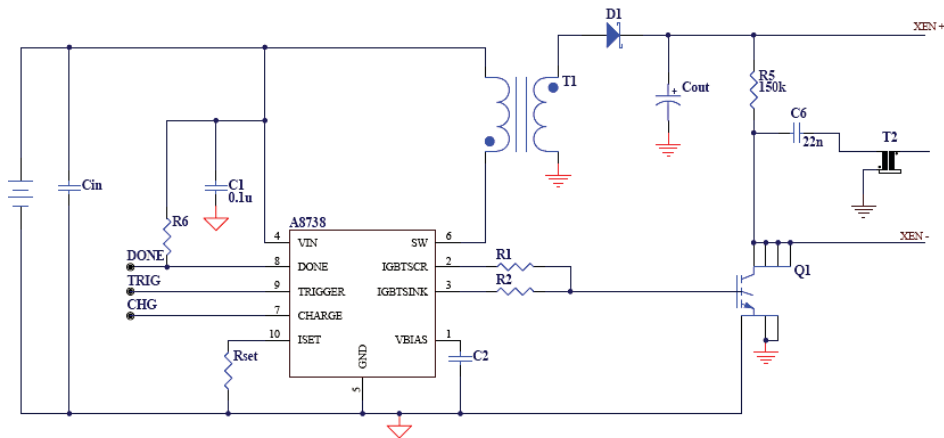 D1
XEN+
T1
Cout
R5
150k
C6
22n
T2
Cin
C1
0.1u
R6
A8738
4
VIN
SW
6
XEN-
DONE
8
DONE
IGBTSCR
2
R1
Q1
TRIG
9
TRIGGER
IGBTSINK
3
R2
CHG
7
CHARGE
10
ISET
VBIAS
1
Rset
GND
C2
5
+